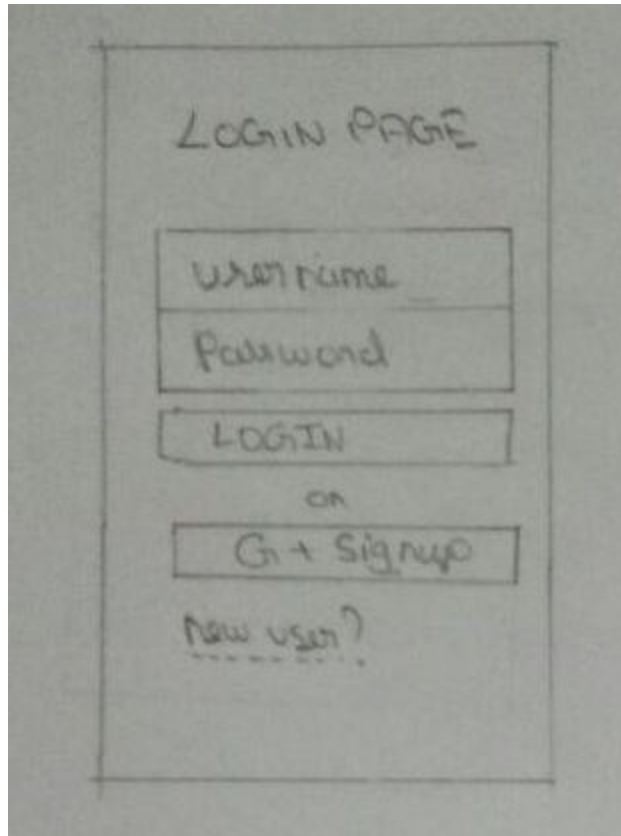 LOGIN PAGE
username
Password
LOGIN
or
G+ Signup
new user?